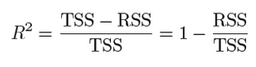 R² = (TSS − RSS)/TSS = 1 − RSS/TSS